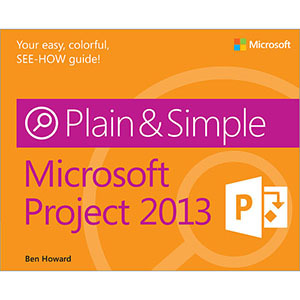 Your easy, colorful,
SEE-HOW guide!
Microsoft
Plain & Simple
Microsoft
Project 2013
P
Ben Howard